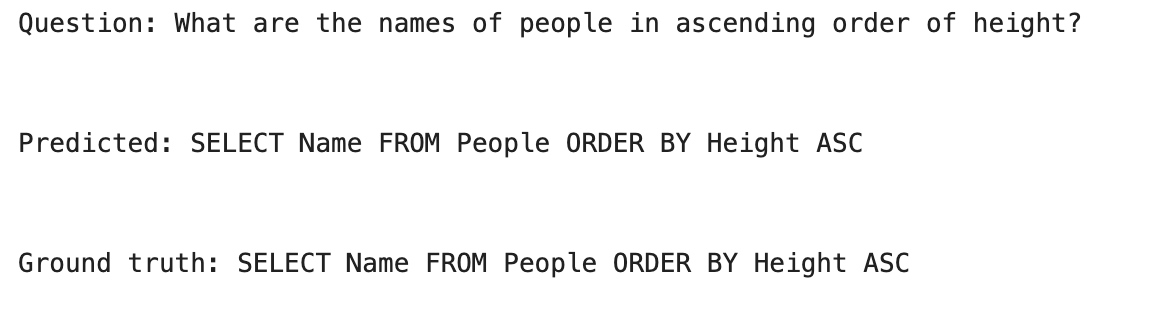 Question: What are the names of people in ascending order of height?
Predicted: SELECT Name FROM People ORDER BY Height ASC
Ground truth: SELECT Name FROM People ORDER BY Height ASC